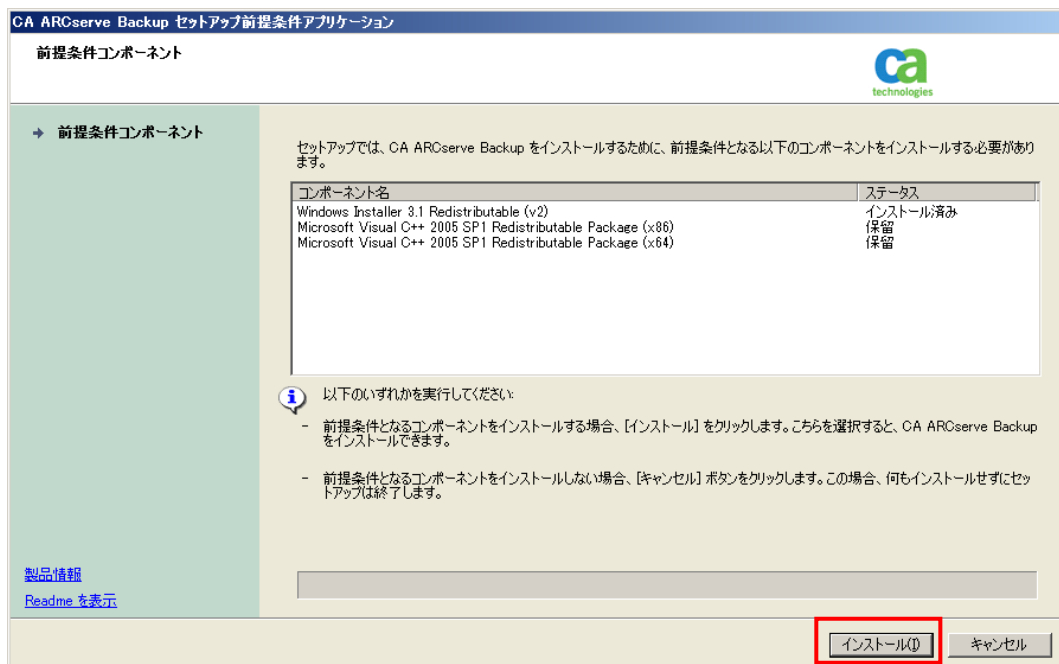 CA ARCserve Backup セットアップ前提条件アプリケーション
前提条件コンポーネント
ca
technologies
前提条件コンポーネント
セットアップでは、CA ARCserve Backup をインストールするために、前提条件となる以下のコンポーネントをインストールする必要があり
ます。
コンポーネント名 ステータス
Windows Installer 3.1 Redistributable (v2) インストール済み
Microsoft Visual C++ 2005 SP1 Redistributable Package (x86) 保留
Microsoft Visual C++ 2005 SP1 Redistributable Package (x64) 保留
以下のいずれかを実行してください:
- 前提条件となるコンポーネントをインストールする場合、[インストール] をクリックします。こちらを選択すると、CA ARCserve Backup
をインストールできます。
- 前提条件となるコンポーネントをインストールしない場合、[キャンセル] ボタンをクリックします。この場合、何もインストールせずにセッ
トアップは終了します。
製品情報
Readme を表示
インストール(I) キャンセル